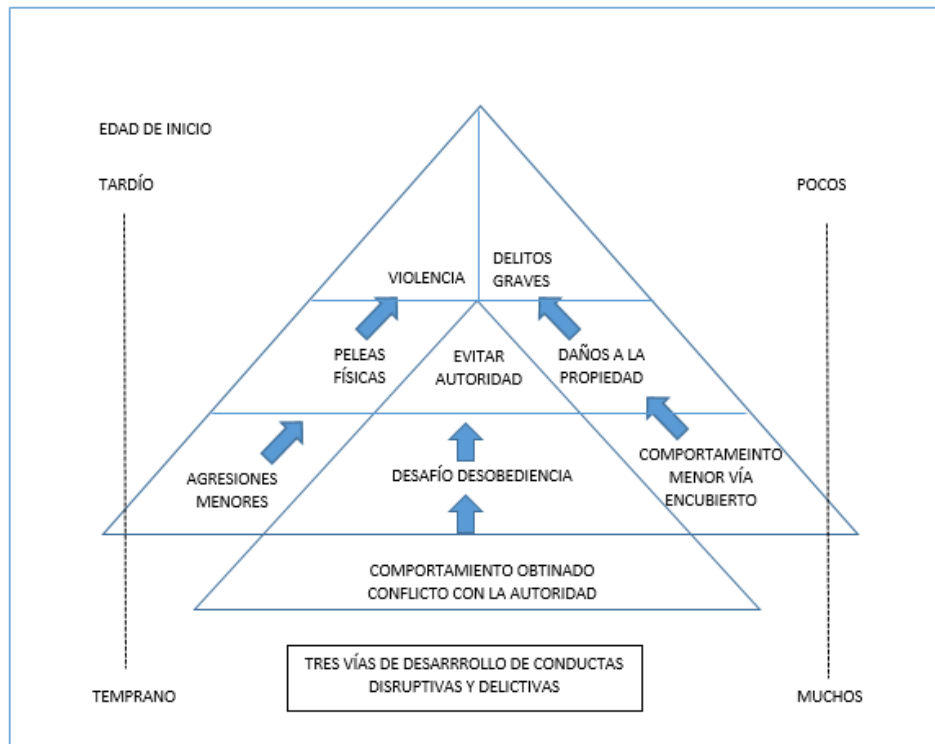 EDAD DE INICIO
TARDÍO
POCOS
VIOLENCIA
DELITOS
GRAVES
PELEAS
FÍSICAS
EVITAR
AUTORIDAD
DAÑOS A LA
PROPIEDAD
AGRESIONES
MENORES
DESAFÍO DESOBEDIENCIA
COMPORTAMEINTO
MENOR VÍA
ENCUBIERTO
COMPORTAMIENTO OBTINADO
CONFLICTO CON LA AUTORIDAD
TRES VÍAS DE DESARRROLLO DE CONDUCTAS
DISRUPTIVAS Y DELICTIVAS
TEMPRANO
MUCHOS